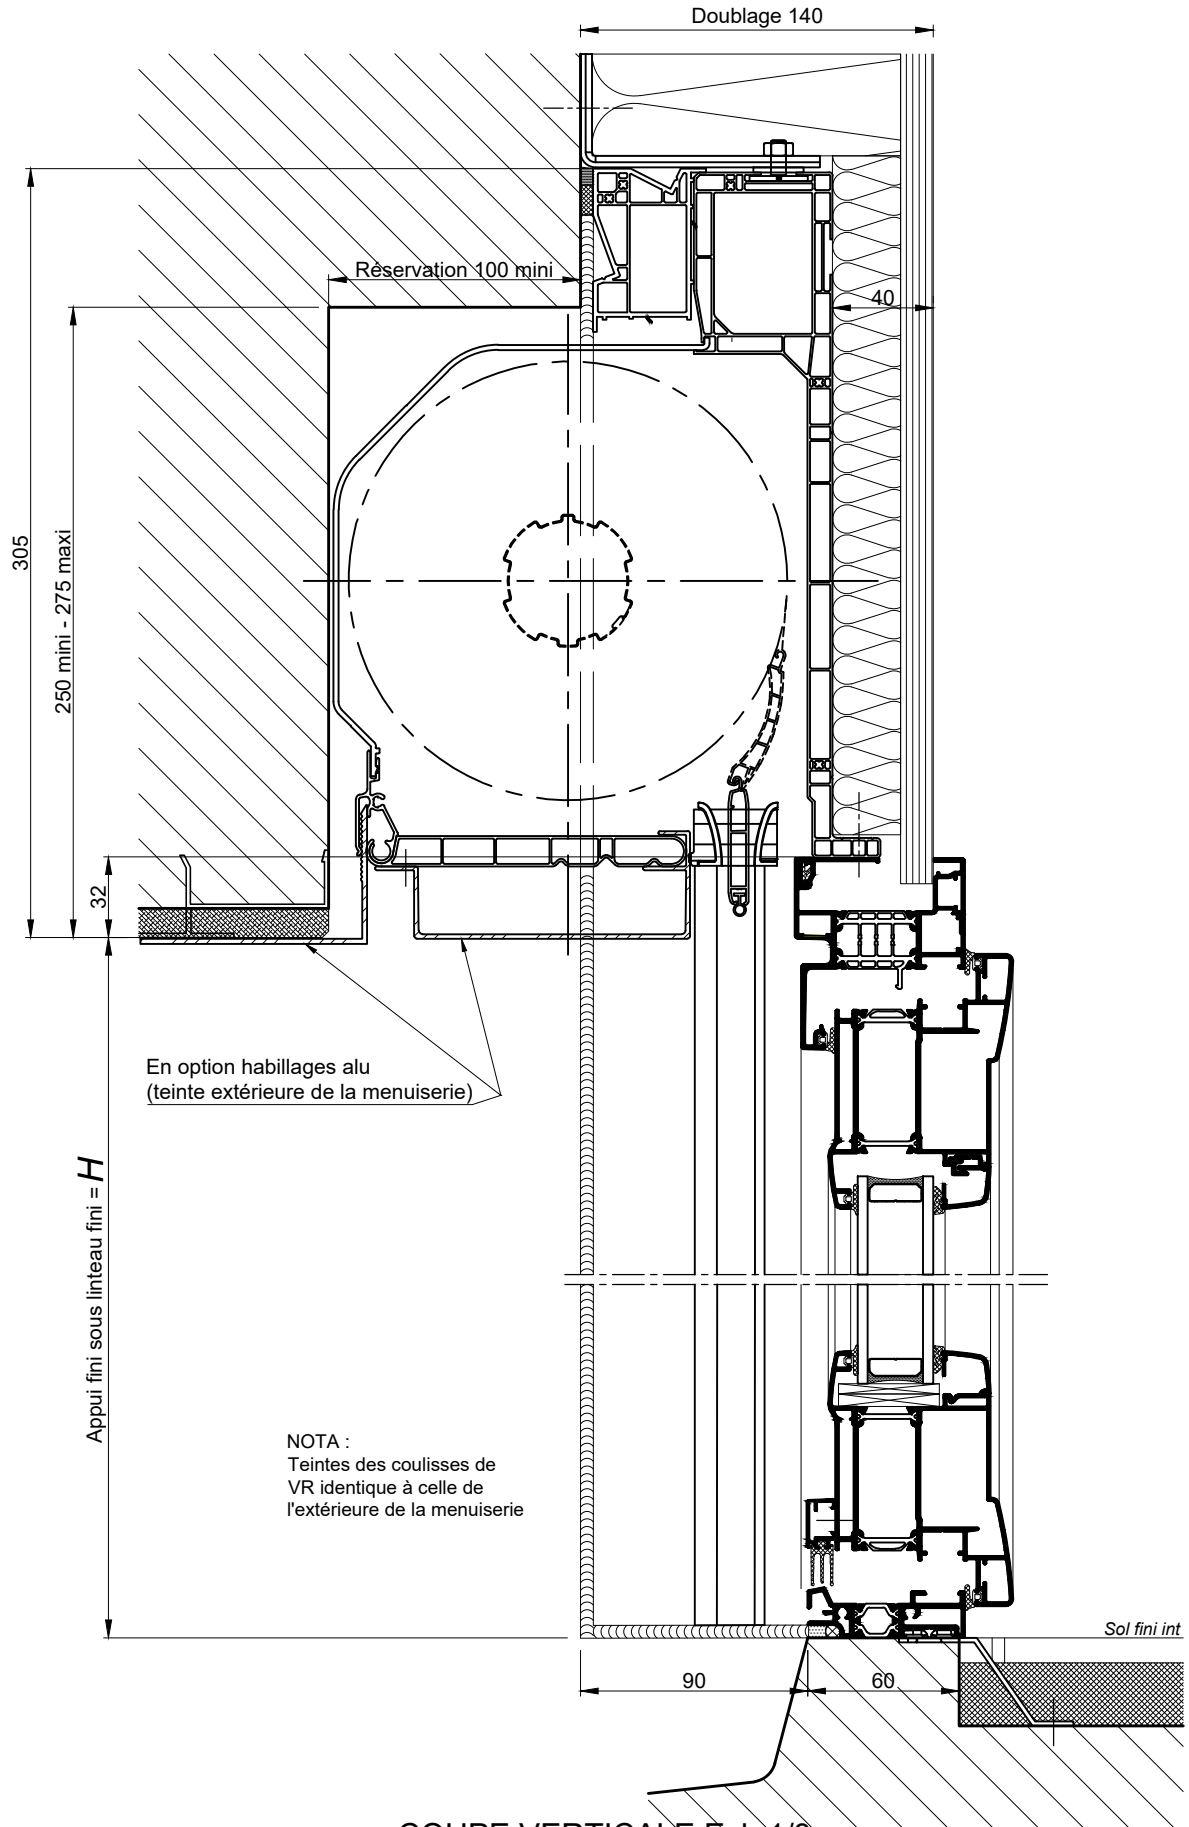 Doublage 140
Réservation 100 mini
40
305
250 mini - 275 maxi
32
En option habillages alu
(teinte extérieure de la menuiserie)
Appui fini sous linteau fini = H
NOTA :
Teintes des coulisses de
VR identique à celle de
l'extérieure de la menuiserie
Sol fini int
90
60
COUPE VERTICALE